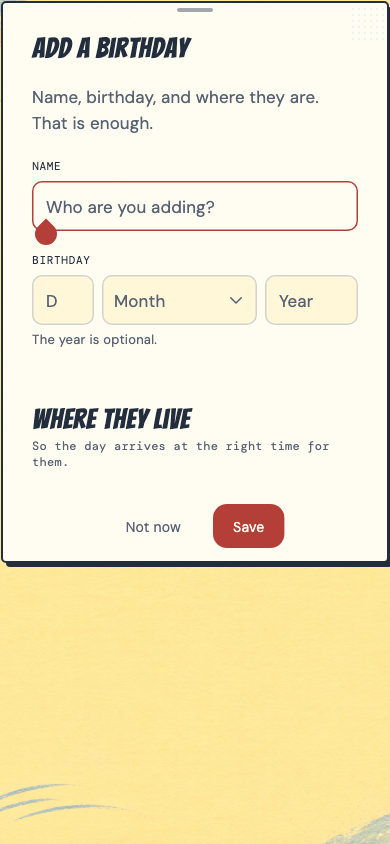 ADD A BIRTHDAY
Name, birthday, and where they are.
That is enough.
NAME
Who are you adding?
BIRTHDAY
D Month Year
The year is optional.
WHERE THEY LIVE
So the day arrives at the right time for
them.
Not now Save